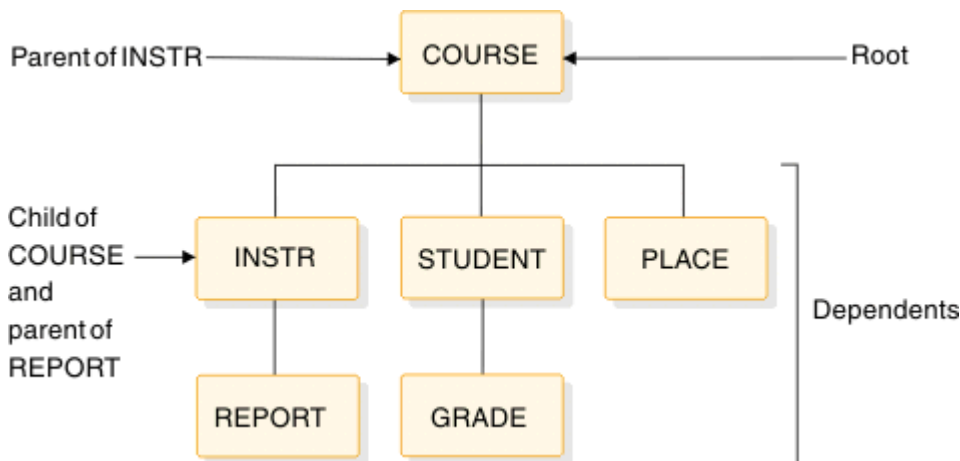 Parent of INSTR
COURSE
Root
Child of
COURSE
and
parent of
REPORT
INSTR
STUDENT
PLACE
Dependents
REPORT
GRADE